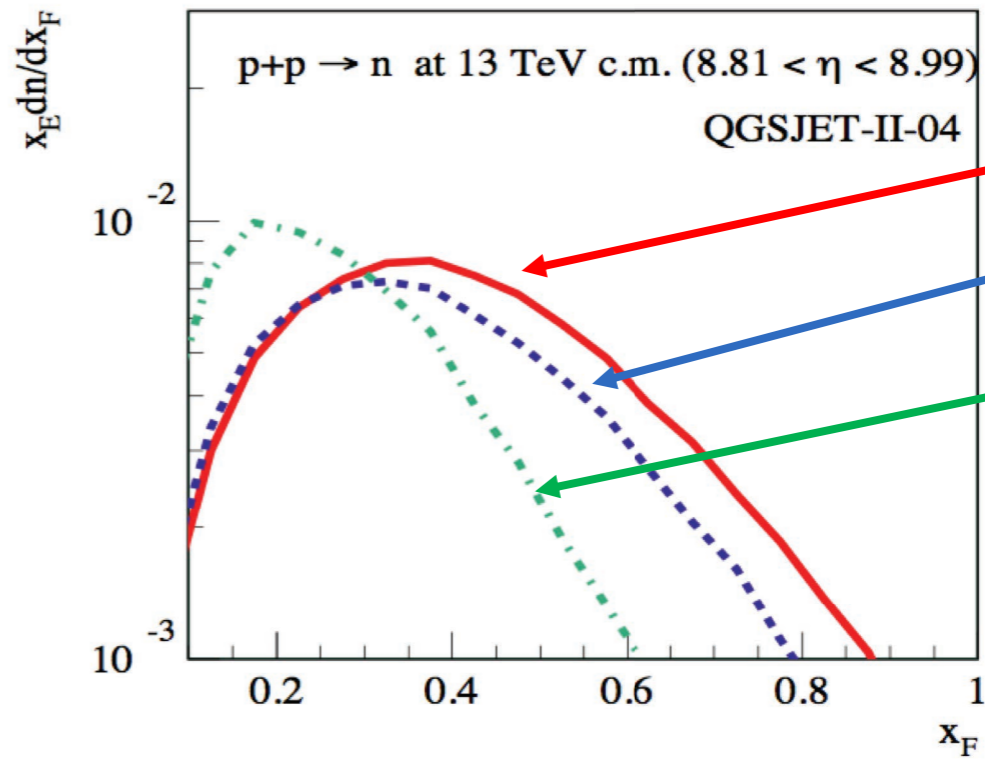 x_E dn/dx_F
p+p → n at 13 TeV c.m. (8.81 < η < 8.99)
QGSJET-II-04
10^-2
10^-3
0.2 0.4 0.6 0.8 1
x_F